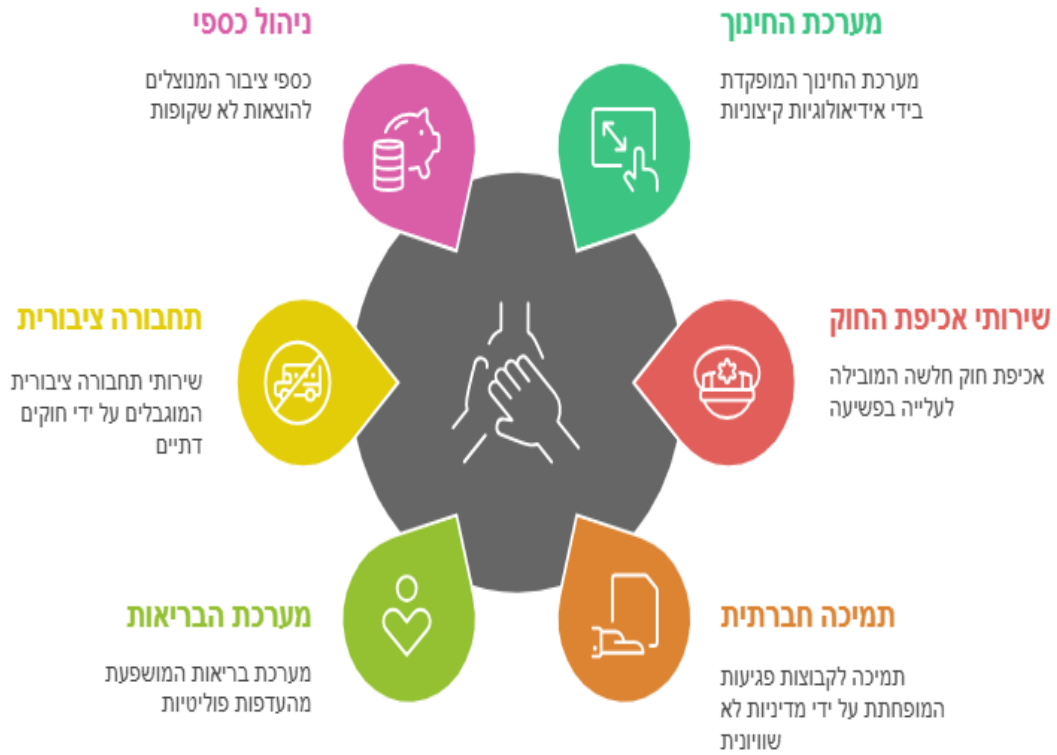 מערכת החינוך
מערכת החינוך המופקדת
בידי אידיאולוגיות קיצוניות
שירותי אכיפת החוק
אכיפת חוק חלשה המובילה
לעלייה בפשיעה
תמיכה חברתית
תמיכה לקבוצות פגיעות
המופחתת על ידי מדיניות לא
שוויונית
ניהול כספי
כספי ציבור המנוצלים
להוצאות לא שקופות
תחבורה ציבורית
שירותי תחבורה ציבורית
המוגבלים על ידי חוקים
דתיים
מערכת הבריאות
מערכת בריאות המושפעת
מהעדפות פוליטיות